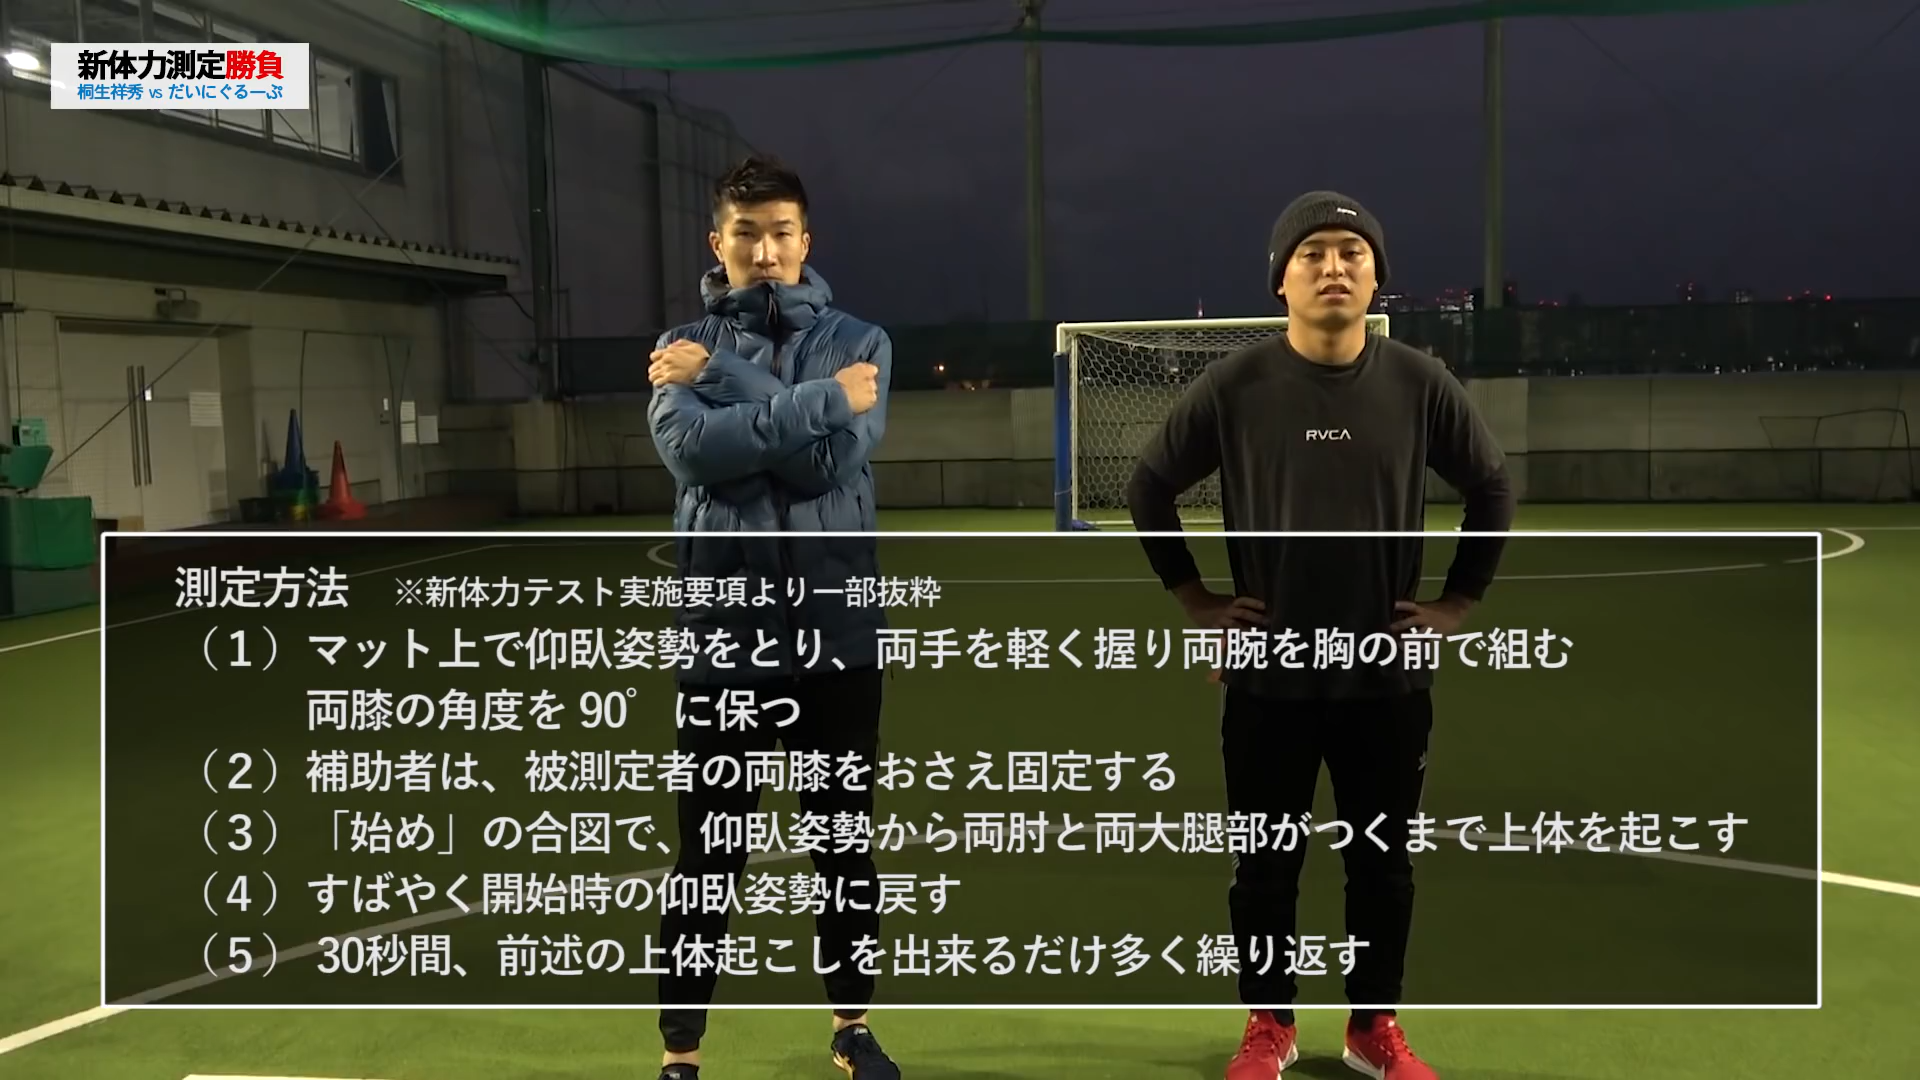 新体力測定勝負
桐生祥秀 vs だいにぐるーぷ
RVCA
測定方法 ※新体力テスト実施要項より一部抜粋
（１）マット上で仰臥姿勢をとり、両手を軽く握り両腕を胸の前で組む
両膝の角度を 90°に保つ
（２）補助者は、被測定者の両膝をおさえ固定する
（３）「始め」の合図で、仰臥姿勢から両肘と両大腿部がつくまで上体を起こす
（４）すばやく開始時の仰臥姿勢に戻す
（５）30秒間、前述の上体起こしを出来るだけ多く繰り返す